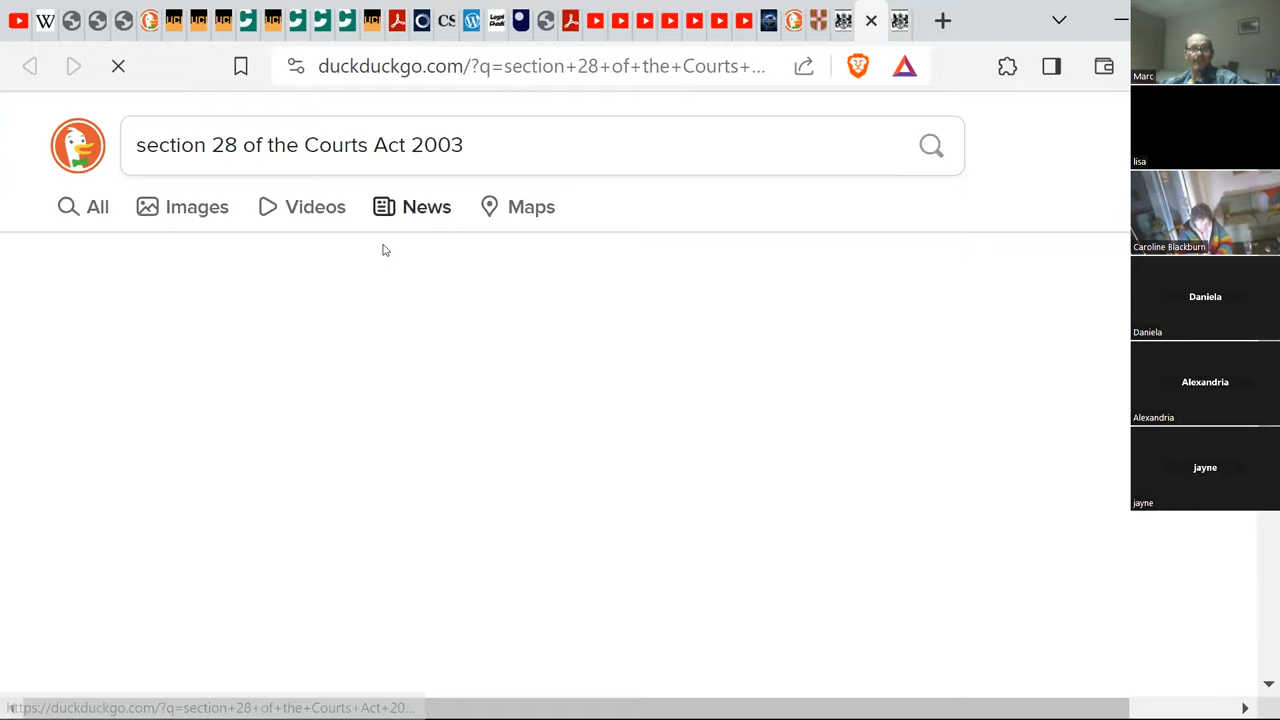 duckduckgo.com/?q=section+28+of+the+Courts+...
section 28 of the Courts Act 2003
All
Images
Videos
News
Maps
Marc
lisa
Caroline Blackburn
Daniela
Daniela
Alexandria
Alexandria
jayne
jayne
https://duckduckgo.com/?q=section+28+of+the+Courts+Act+20...